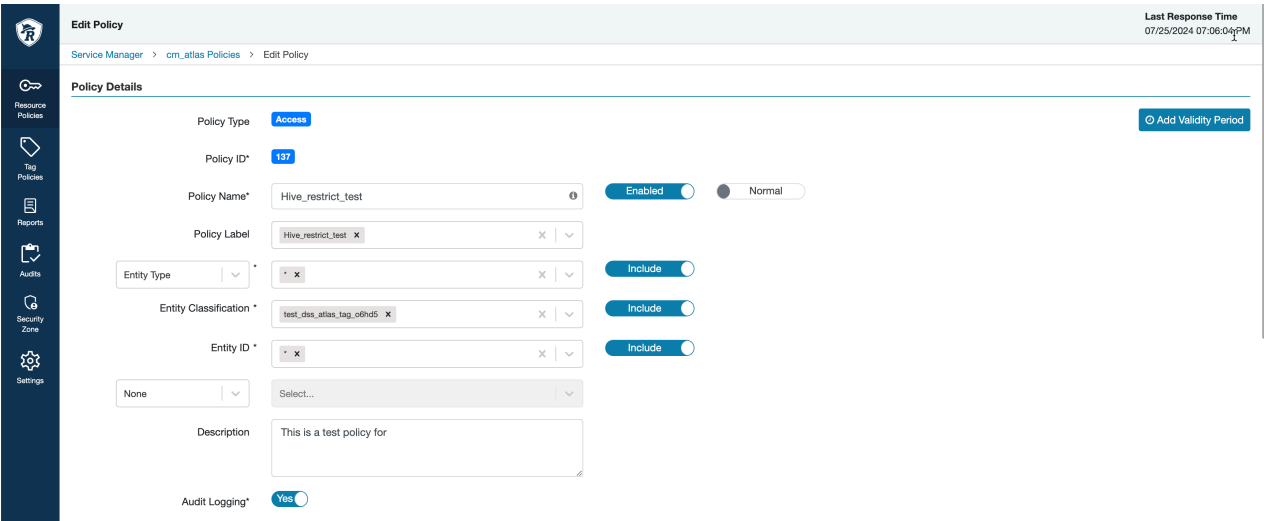 Edit Policy
Last Response Time
07/25/2024 07:06:04 PM
Service Manager > cm_atlas Policies > Edit Policy
Resource
Policies
Tag
Policies
Reports
Audits
Security
Zone
Settings
Policy Details
Policy Type
Access
Add Validity Period
Policy ID*
137
Policy Name*
Hive_restrict_test
Enabled
Normal
Policy Label
Hive_restrict_test ×
Entity Type
*
* ×
Include
Entity Classification *
test_dss_atlas_tag_o6hd5 ×
Include
Entity ID *
* ×
Include
None
Select...
Description
This is a test policy for
Audit Logging*
Yes